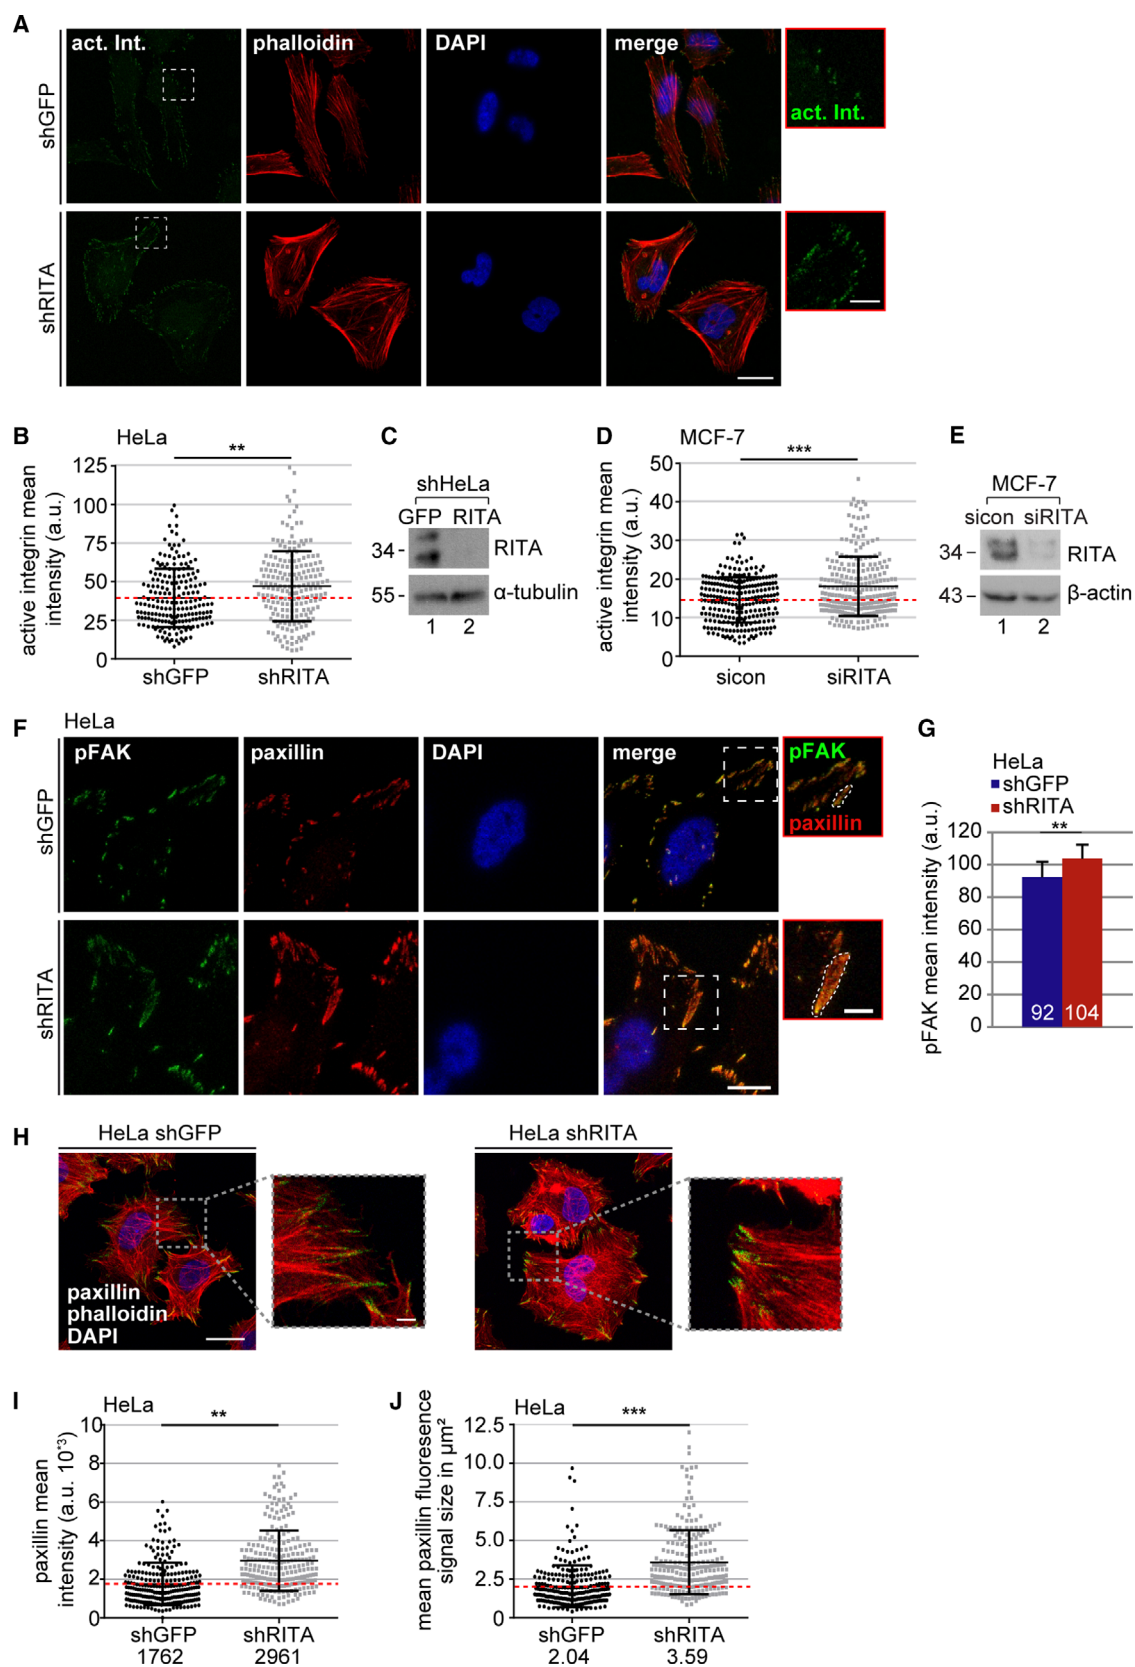 A
act. Int.
phalloidin
DAPI
merge
shGFP
act. Int.
shRITA
B
HeLa
**
active integrin mean
intensity (a.u.)
125
100
75
50
25
0
shGFP
shRITA
C
shHeLa
GFP RITA
34 -
RITA
55 -
α-tubulin
1 2
D
MCF-7
***
active integrin mean
intensity (a.u.)
50
40
30
20
10
0
sicon
siRITA
E
MCF-7
sicon siRITA
34 –
RITA
43 –
β-actin
1 2
F
HeLa
pFAK
paxillin
DAPI
merge
shGFP
pFAK
paxillin
shRITA
G
HeLa
shGFP
shRITA
**
pFAK mean intensity (a.u.)
120
100
80
60
40
20
0
92
104
H
HeLa shGFP
HeLa shRITA
paxillin
phalloidin
DAPI
I
HeLa
**
paxillin mean
intensity (a.u. 10*³)
10
8
6
4
2
0
shGFP
1762
shRITA
2961
J
HeLa
***
mean paxillin fluoresence
signal size in µm²
12.5
10.0
7.5
5.0
2.5
0
shGFP
2.04
shRITA
3.59